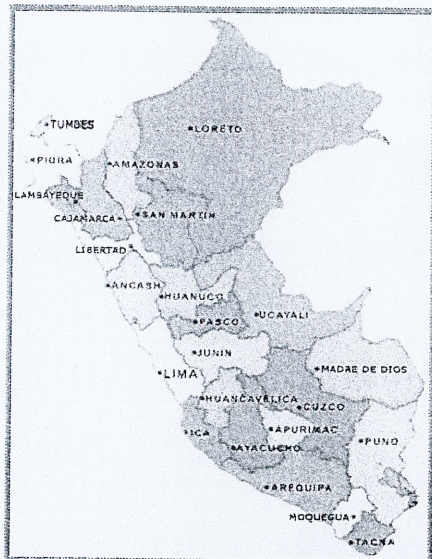 TUMBES
LORETO
PIURA
AMAZONAS
LAMBAYEQUE
CAJAMARCA
SAN MARTIN
LIBERTAD
ANCASH
HUANUCO
UCAYALI
PASCO
JUNIN
LIMA
MADRE DE DIOS
HUANCAVELICA
CUZCO
ICA
APURIMAC
PUNO
AYACUCHO
AREQUIPA
MOQUEGUA
TACNA